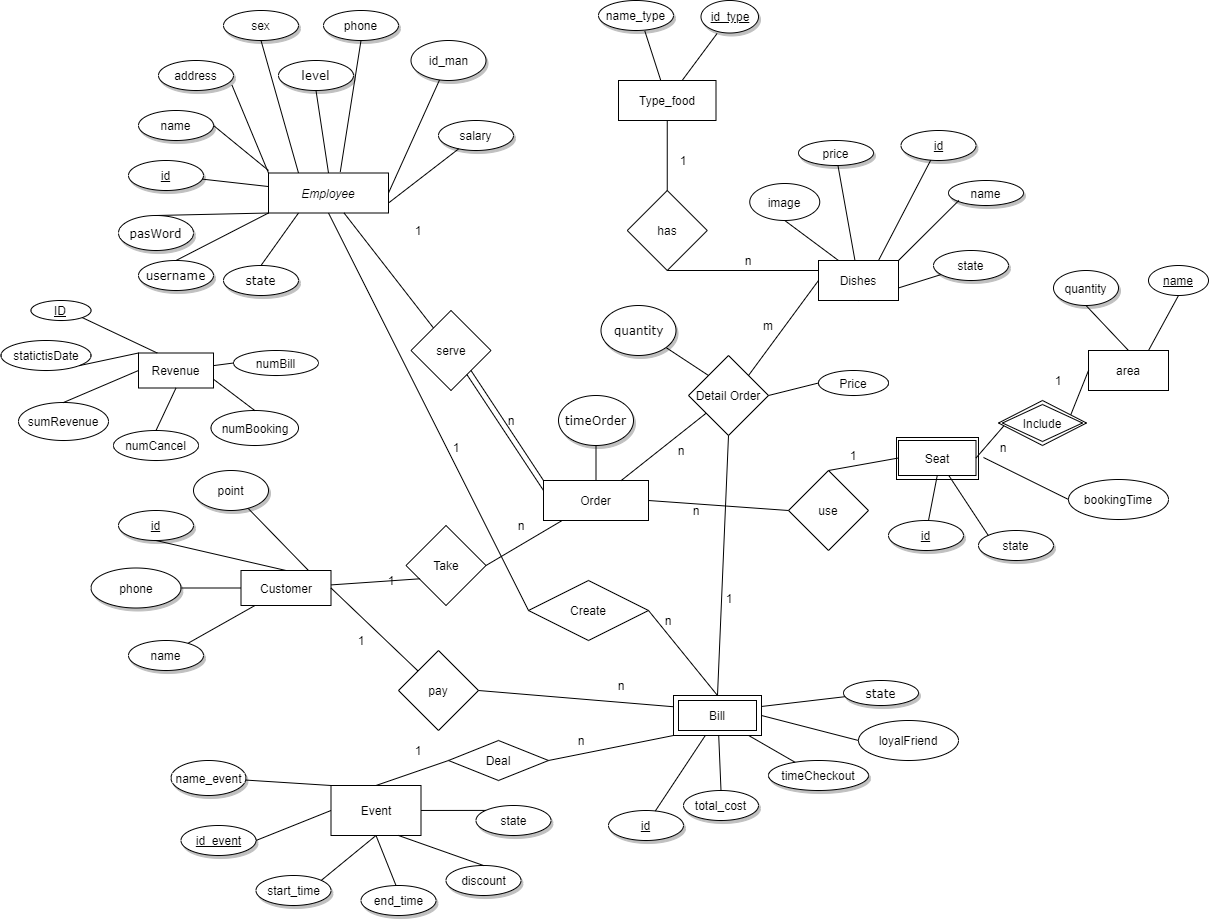 name_type
id_type
sex
phone
id_man
address
level
name
salary
id
Employee
pasWord
username
state
Type_food
1
has
n
price
id
image
name
state
Dishes
m
1
quantity
name
area
1
Include
n
Seat
bookingTime
id
state
ID
statictisDate
numBill
Revenue
sumRevenue
numBooking
numCancel
serve
n
1
quantity
Price
Detail Order
timeOrder
n
Order
n
use
1
point
id
phone
Customer
name
1
Take
n
Create
n
1
1
pay
n
state
Bill
loyalFriend
timeCheckout
total_cost
id
1
Deal
n
name_event
Event
state
id_event
start_time
end_time
discount